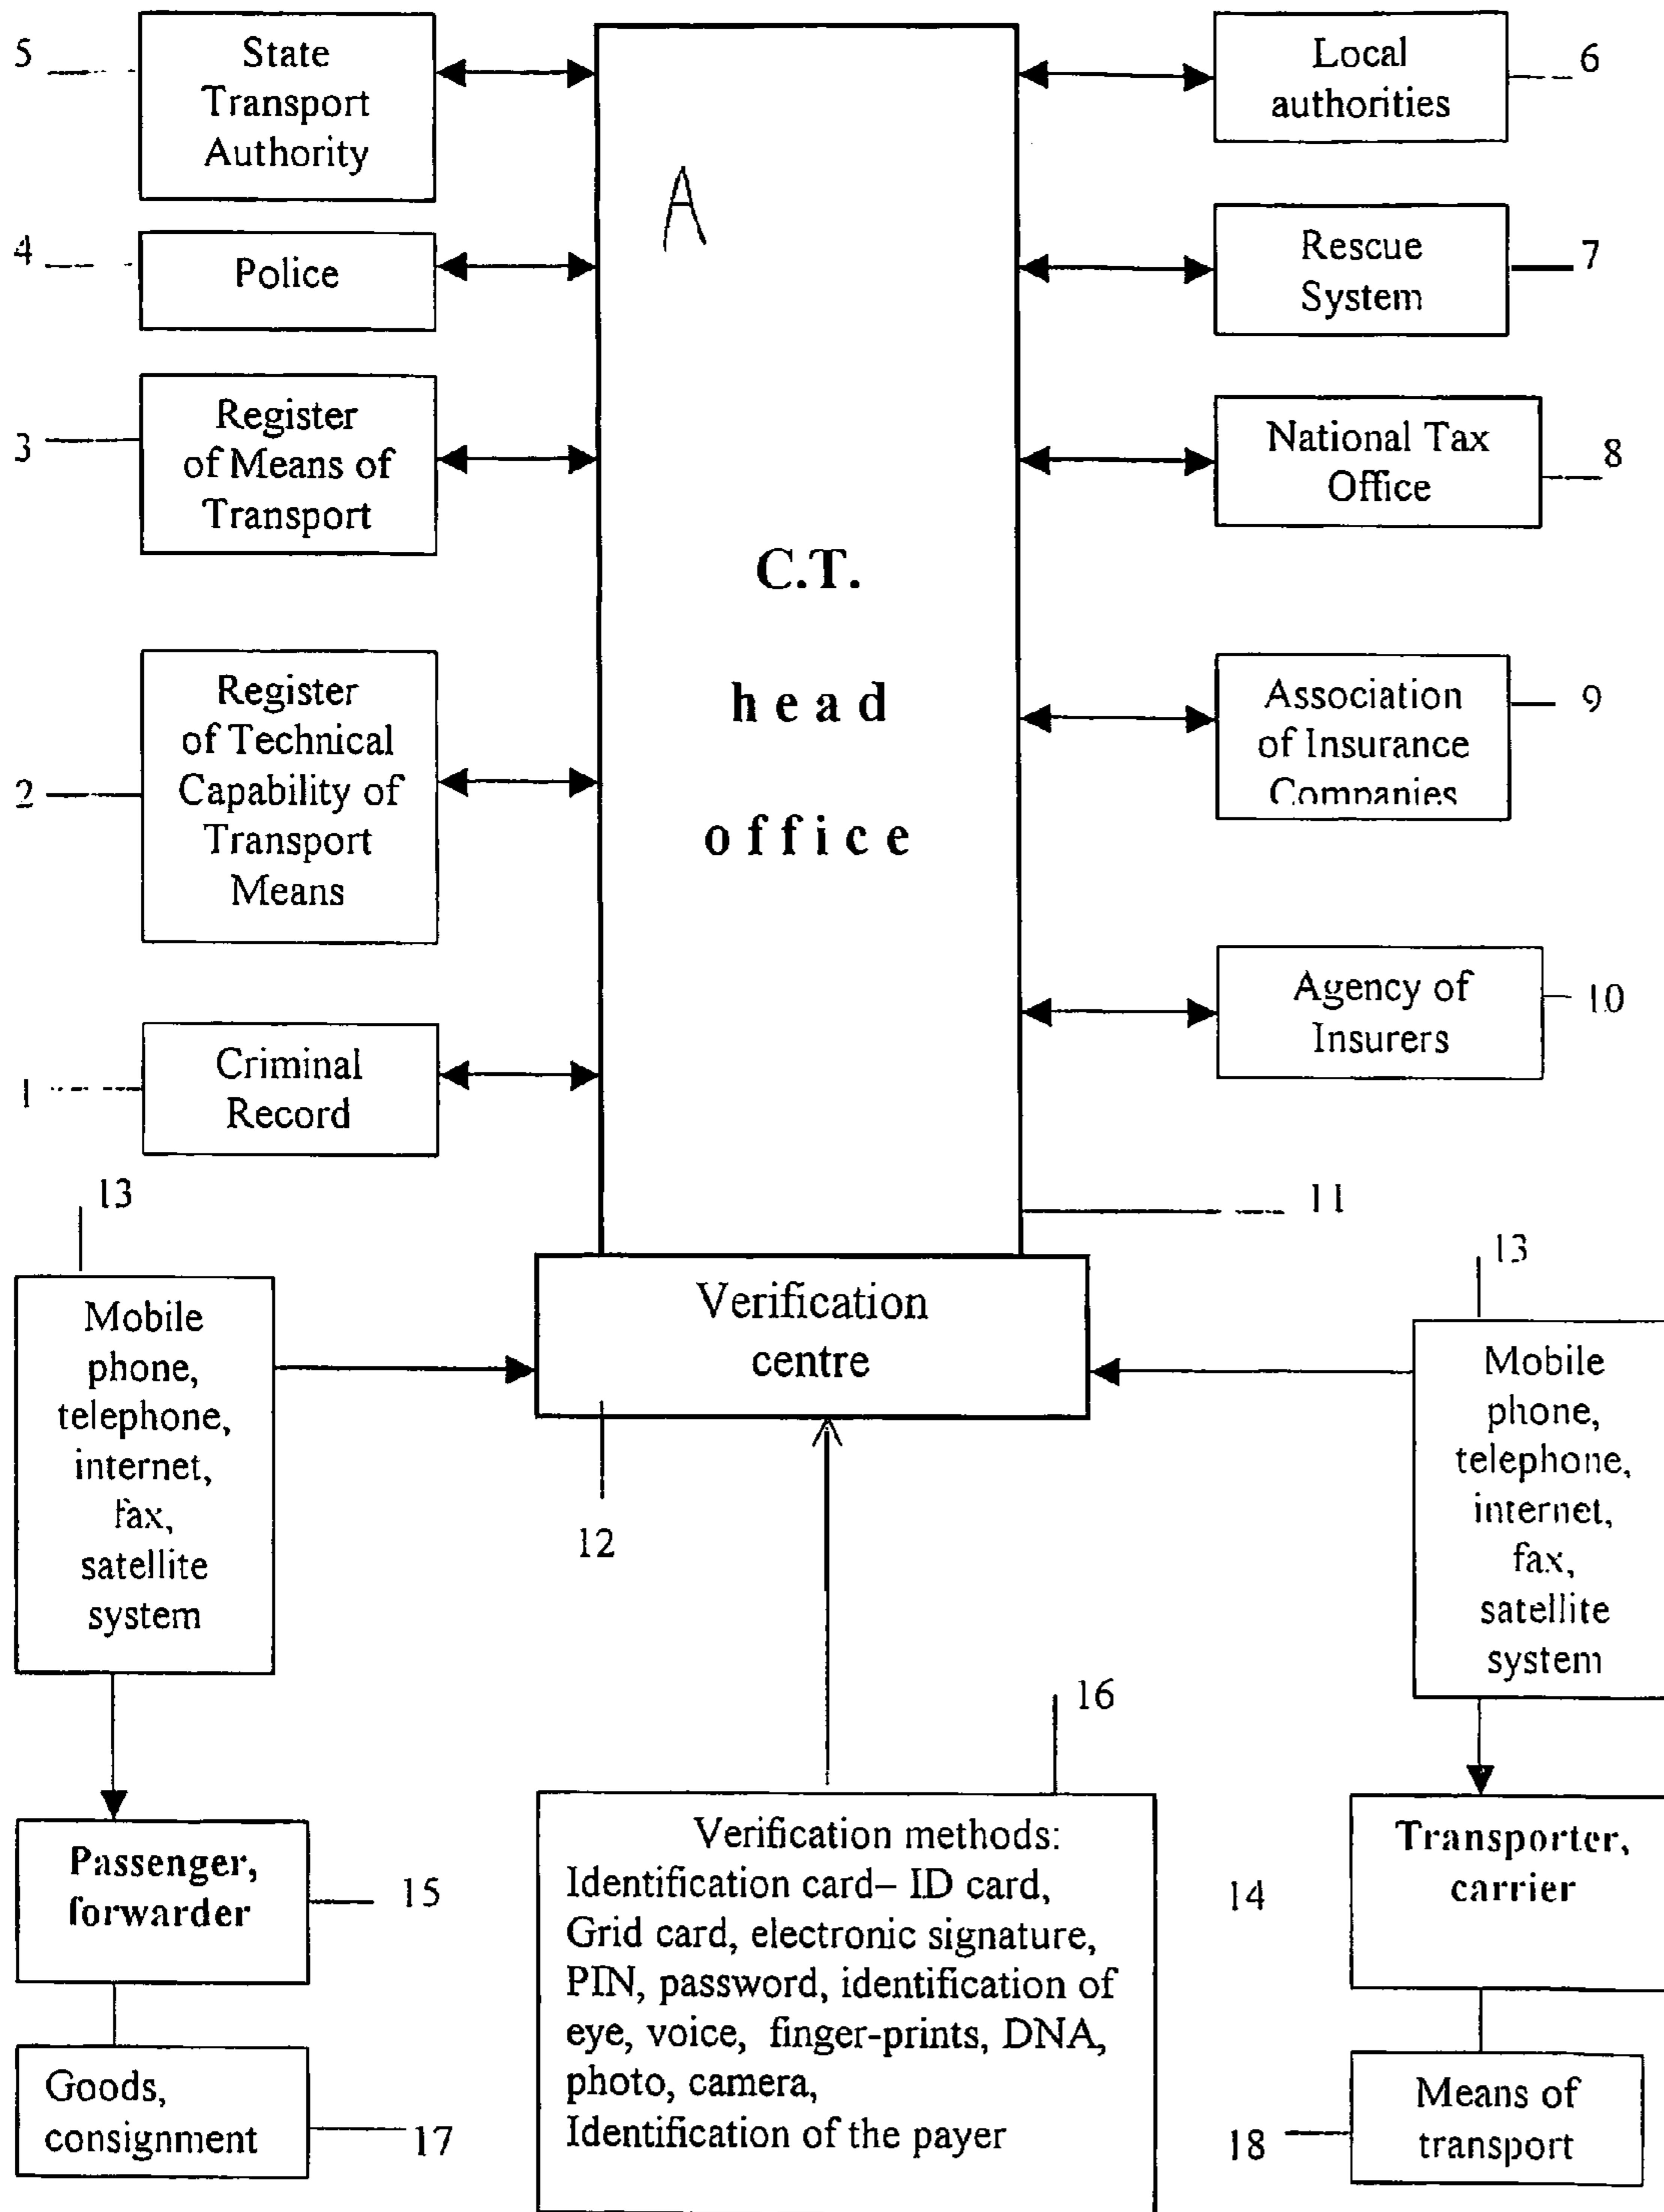 5
State
Transport
Authority
Local
authorities
6
A
4
Police
Rescue
System
7
3
Register
of Means of
Transport
National Tax
Office
8
C.T.
head
office
2
Register
of Technical
Capability of
Transport
Means
Association
of Insurance
Companies
9
Agency of
Insurers
10
1
Criminal
Record
11
13
Mobile
phone,
telephone,
internet,
fax,
satellite
system
Verification
centre
12
13
Mobile
phone,
telephone,
internet,
fax,
satellite
system
16
Passenger,
forwarder
15
Verification methods:
Identification card– ID card,
Grid card, electronic signature,
PIN, password, identification of
eye, voice, finger-prints, DNA,
photo, camera,
Identification of the payer
14
Transporter,
carrier
Goods,
consignment
17
18
Means of
transport